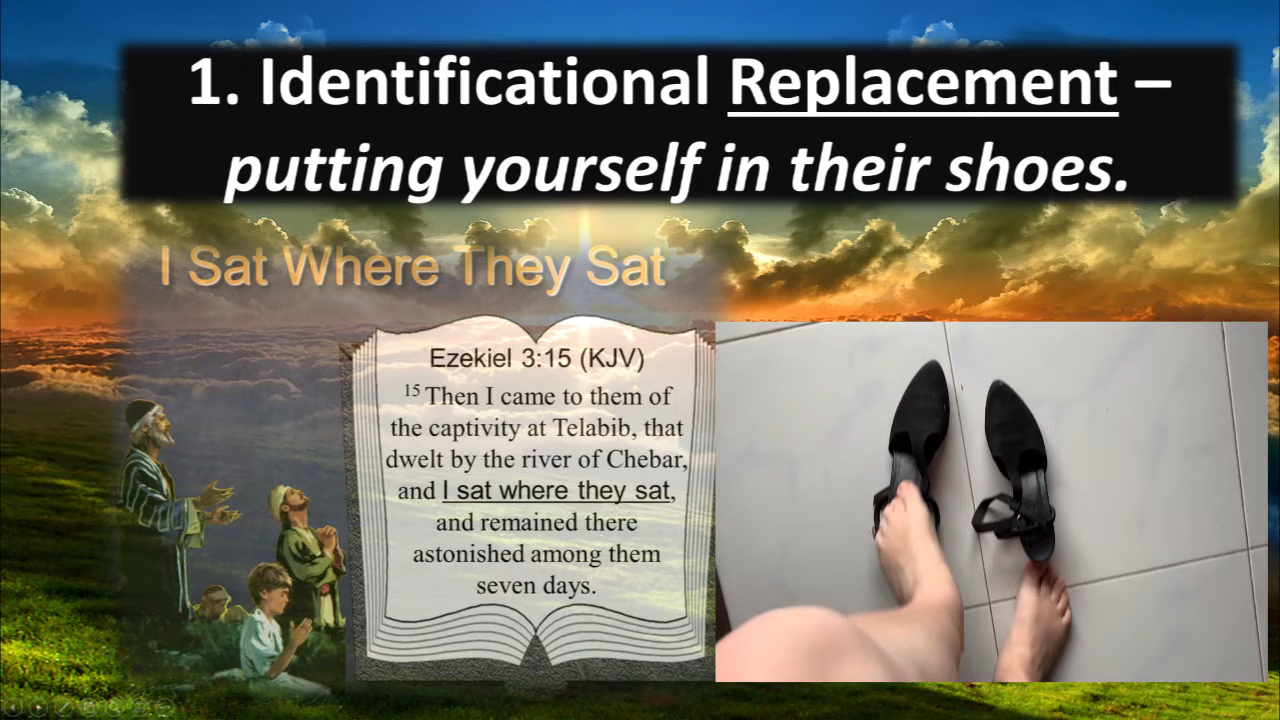 1. Identificational Replacement –
putting yourself in their shoes.
I Sat Where They Sat
Ezekiel 3:15 (KJV)
15 Then I came to them of
the captivity at Telabib, that
dwelt by the river of Chebar,
and I sat where they sat,
and remained there
astonished among them
seven days.